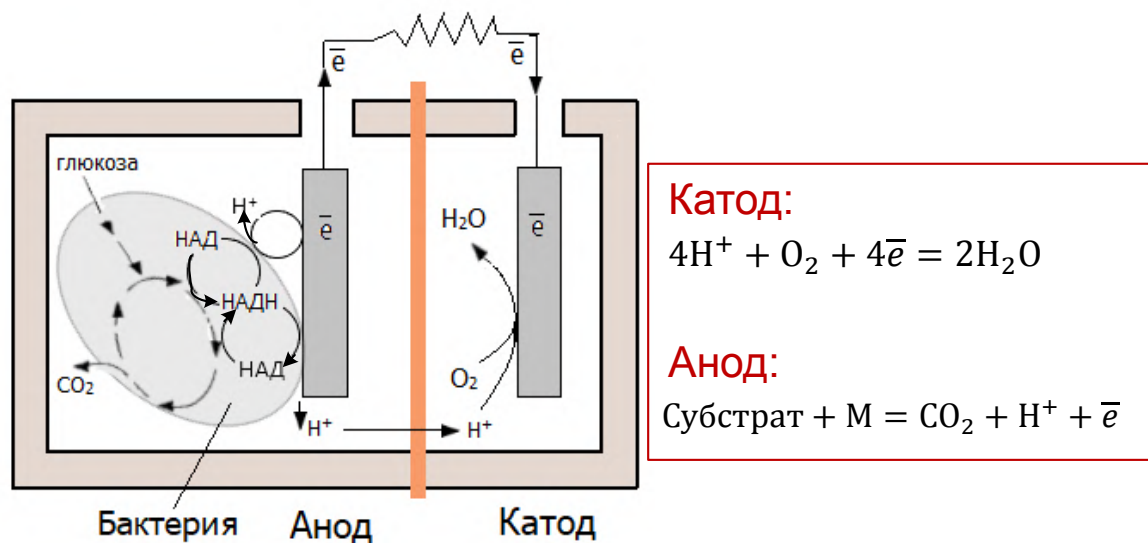 e̅
e̅
глюкоза
H⁺
НАД
НАДН
НАД
CO₂
e̅
H⁺
H₂O
O₂
H⁺
e̅
Бактерия
Анод
Катод
Катод:
4H⁺ + O₂ + 4e̅ = 2H₂O
Анод:
Субстрат + M = CO₂ + H⁺ + e̅